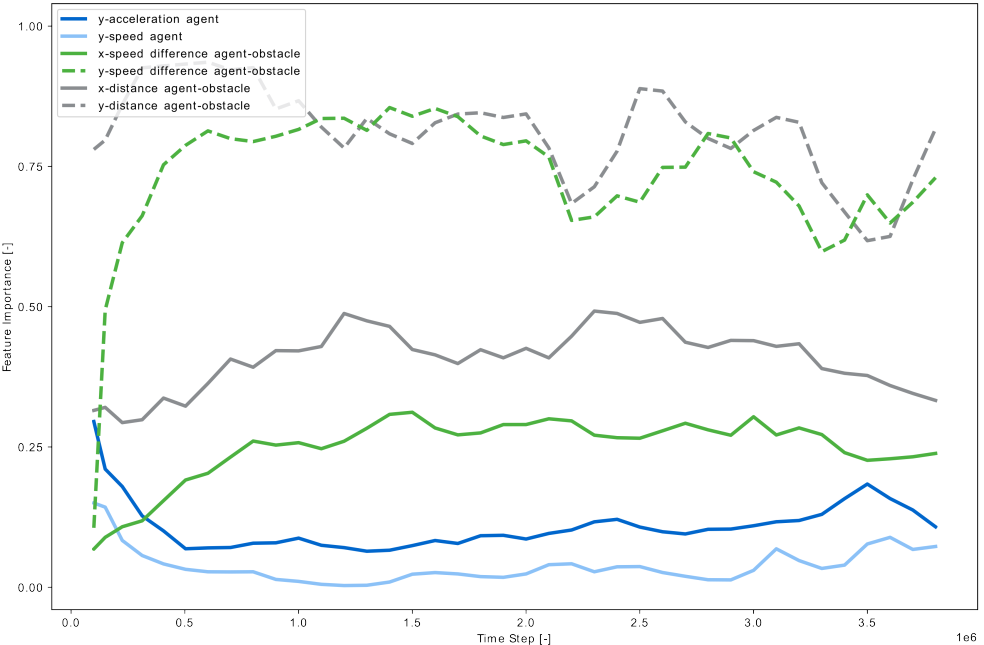 1.00
0.75
0.50
0.25
0.00
Feature Importance [-]
y-acceleration agent
y-speed agent
x-speed difference agent-obstacle
y-speed difference agent-obstacle
x-distance agent-obstacle
y-distance agent-obstacle
0.0 0.5 1.0 1.5 2.0 2.5 3.0 3.5
1e6
Time Step [-]